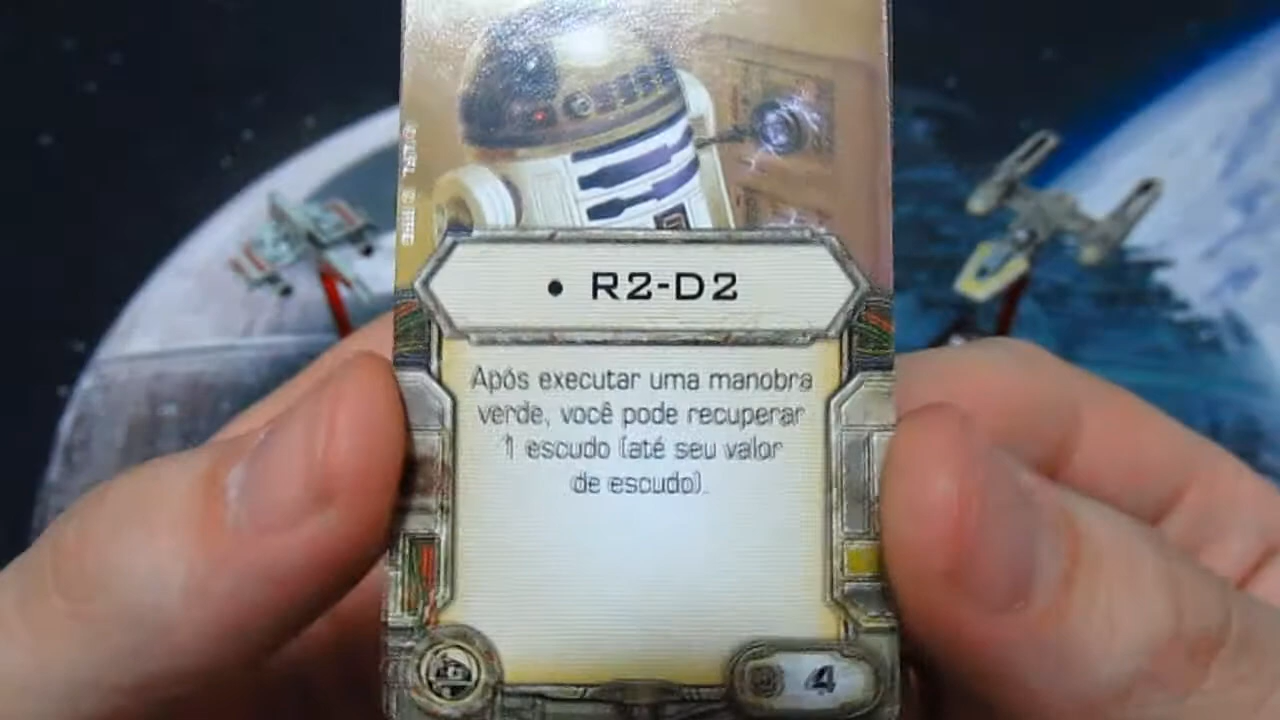 • R2-D2
Após executar uma manobra
verde, você pode recuperar
1 escudo (até seu valor
de escudo).
4